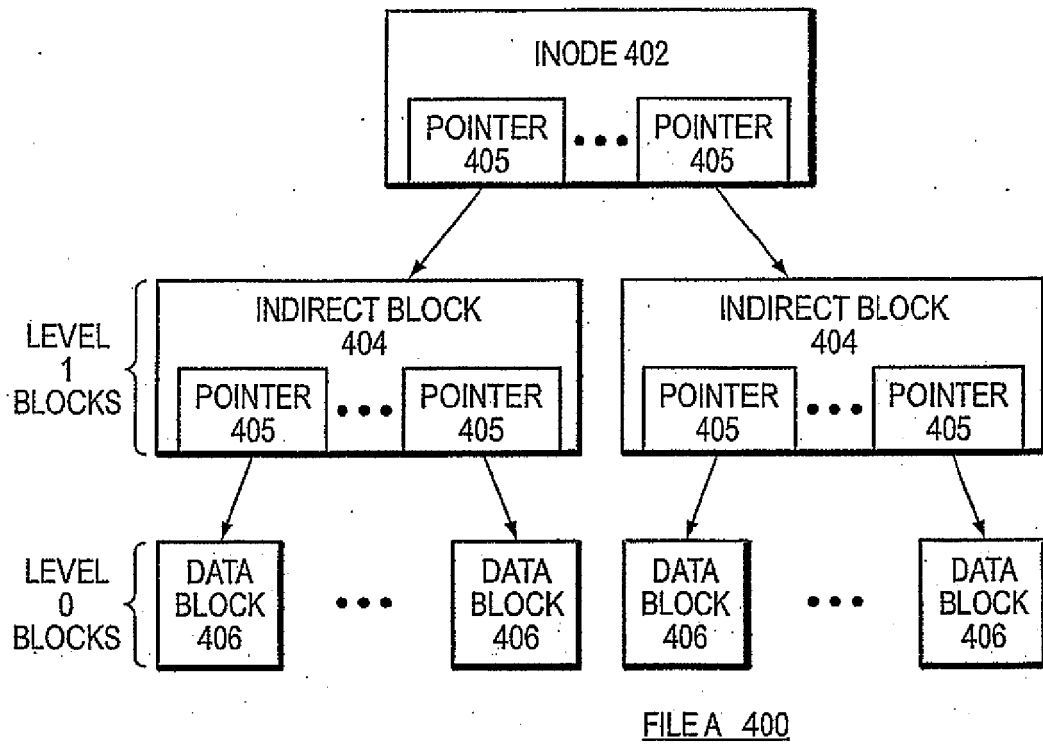 INODE 402
POINTER 405 ••• POINTER 405
LEVEL 1 BLOCKS
INDIRECT BLOCK 404
POINTER 405 ••• POINTER 405
INDIRECT BLOCK 404
POINTER 405 ••• POINTER 405
LEVEL 0 BLOCKS
DATA BLOCK 406
•••
DATA BLOCK 406
DATA BLOCK 406
•••
DATA BLOCK 406
FILE A 400